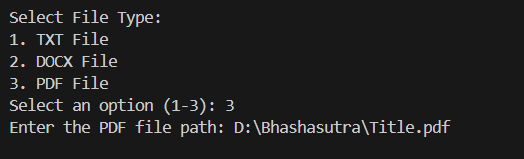 Select File Type:
1. TXT File
2. DOCX File
3. PDF File
Select an option (1-3): 3
Enter the PDF file path: D:\Bhashasutra\Title.pdf